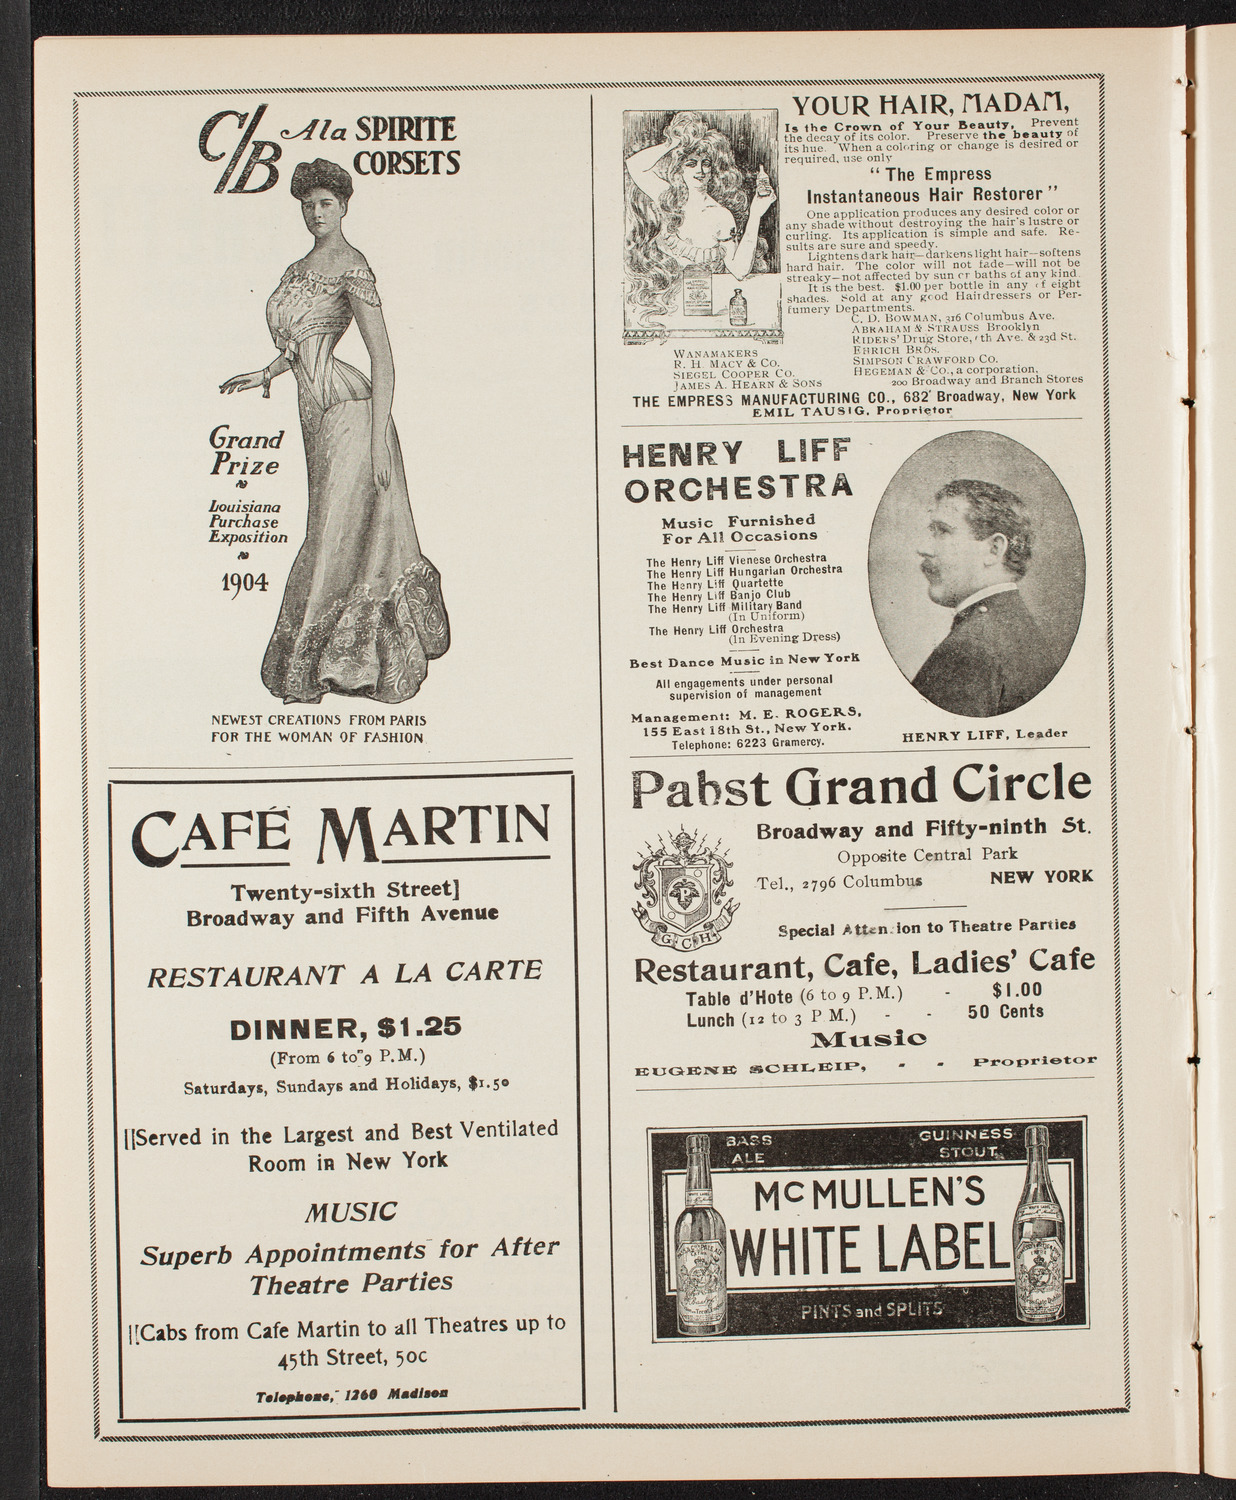 C/B A la SPIRITE
CORSETS
Grand
Prize
Louisiana
Purchase
Exposition
1904
NEWEST CREATIONS FROM PARIS
FOR THE WOMAN OF FASHION
CAFÉ MARTIN
Twenty-sixth Street]
Broadway and Fifth Avenue
RESTAURANT A LA CARTE
DINNER, $1.25
(From 6 to 9 P.M.)
Saturdays, Sundays and Holidays, $1.50
Served in the Largest and Best Ventilated
Room in New York
MUSIC
Superb Appointments for After
Theatre Parties
Cabs from Cafe Martin to all Theatres up to
45th Street, 50c
Telephone, 1260 Madison
YOUR HAIR, MADAM,
Is the Crown of Your Beauty, Prevent
the decay of its color. Preserve the beauty of
its hue. When a coloring or change is desired or
required, use only
"The Empress
Instantaneous Hair Restorer"
One application produces any desired color or
any shade without destroying the hair's lustre or
curling. Its application is simple and safe. Re-
sults are sure and speedy.
Lightens dark hair—darkens light hair—softens
hard hair. The color will not fade—will not be
streaky—not affected by sun or baths of any kind.
It is the best. $1.00 per bottle in any of eight
shades. Sold at any good Hairdressers or Per-
fumery Departments.
C. D. BOWMAN, 316 Columbus Ave.
ABRAHAM & STRAUSS Brooklyn
RIDERS' Drug Store, th Ave. & 23d St.
EHRICH BROS.
SIMPSON CRAWFORD CO.
HEGEMAN & CO., a corporation,
200 Broadway and Branch Stores
WANAMAKERS
R. H. MACY & CO.
SIEGEL COOPER CO.
JAMES A. HEARN & SONS
THE EMPRESS MANUFACTURING CO., 682 Broadway, New York
EMIL TAUSIG, Proprietor
HENRY LIFF
ORCHESTRA
Music Furnished
For All Occasions
The Henry Liff Vienese Orchestra
The Henry Liff Hungarian Orchestra
The Henry Liff Quartette
The Henry Liff Banjo Club
The Henry Liff Military Band
(In Uniform)
The Henry Liff Orchestra
(In Evening Dress)
Best Dance Music in New York
All engagements under personal
supervision of management
Management: M. E. ROGERS,
155 East 18th St., New York.
Telephone: 6223 Gramercy.
HENRY LIFF, Leader
Pabst Grand Circle
Broadway and Fifty-ninth St.
Opposite Central Park
Tel., 2796 Columbus NEW YORK
G C H
Special Atten ion to Theatre Parties
Restaurant, Cafe, Ladies' Cafe
Table d'Hote (6 to 9 P.M.) - $1.00
Lunch (12 to 3 P M.) - - 50 Cents
Music
EUGENE SCHLEIP, - - Proprietor
BASS
ALE
GUINNESS
STOUT
MCMULLEN'S
WHITE LABEL
PINTS and SPLITS